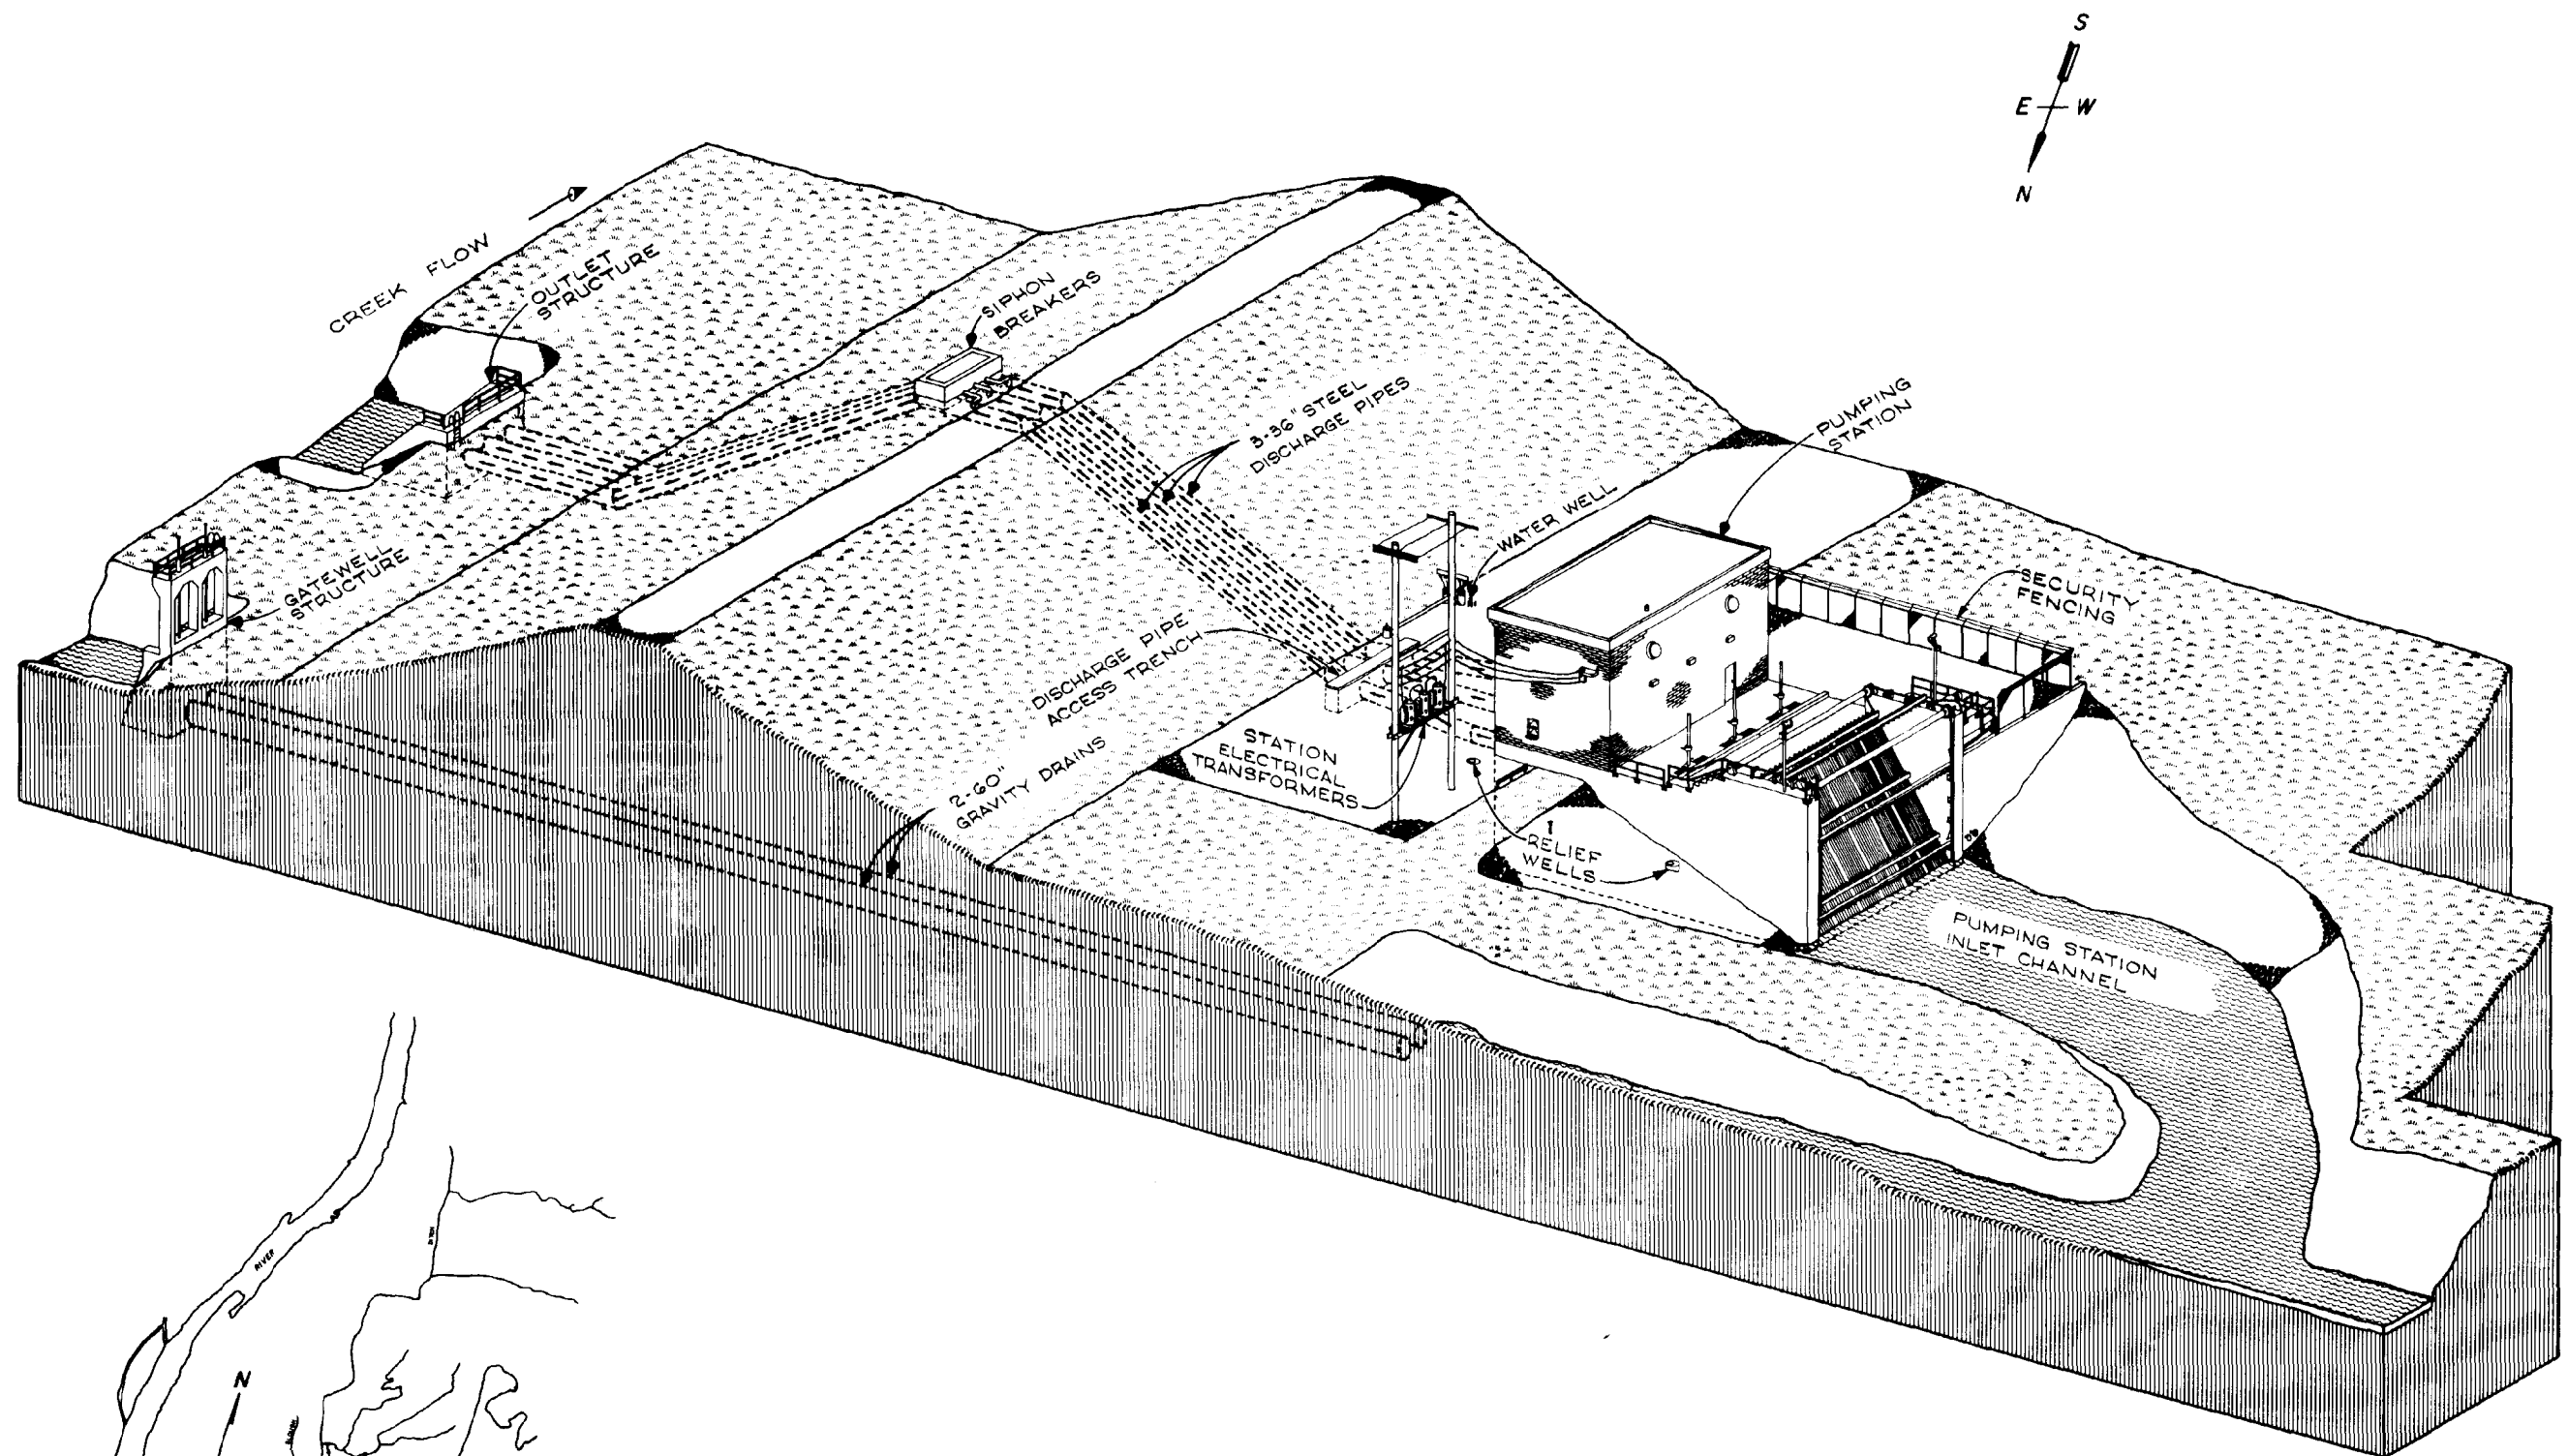 S
E W
N
CREEK FLOW
OUTLET
STRUCTURE
SIPHON
BREAKERS
3-36" STEEL
DISCHARGE PIPES
PUMPING
STATION
WATER WELL
GATEWELL
STRUCTURE
SECURITY
FENCING
DISCHARGE PIPE
ACCESS TRENCH
STATION
ELECTRICAL
TRANSFORMERS
2-60"
GRAVITY DRAINS
RELIEF
WELLS
PUMPING STATION
INLET CHANNEL
RIVER
DITCH
N